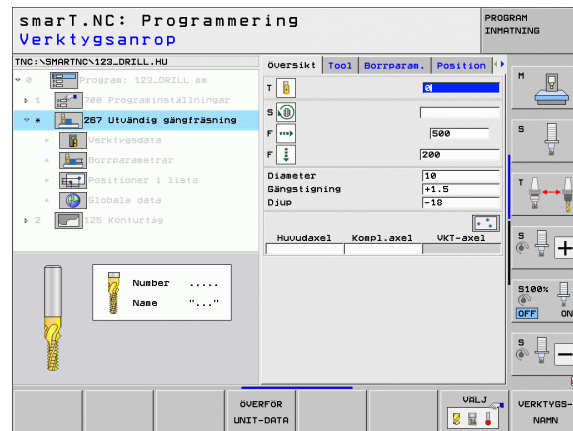 smarT.NC: Programmering
Verktygsanrop
PROGRAM
INMATNING
TNC:\SMARTNC\123_DRILL.HU
0 Program: 123_DRILL mm
1 700 Programinställningar
* 267 Utvändig gängfräsning
* Verktygsdata
* Borrparametrar
* Positioner i lista
* Globala data
2 125 Konturtåg
Number .....
Name "..."
Översikt Tool Borrparam. Position
T 0
S
F 500
F 200
Diameter 10
Gängstigning +1.5
Djup -18
Huvudaxel Kompl.axel VKT-axel
M
S
T
S
+
S100%
OFF ON
S
-
ÖVERFÖR
UNIT-DATA
VÄLJ
VERKTYGS-
NAMN